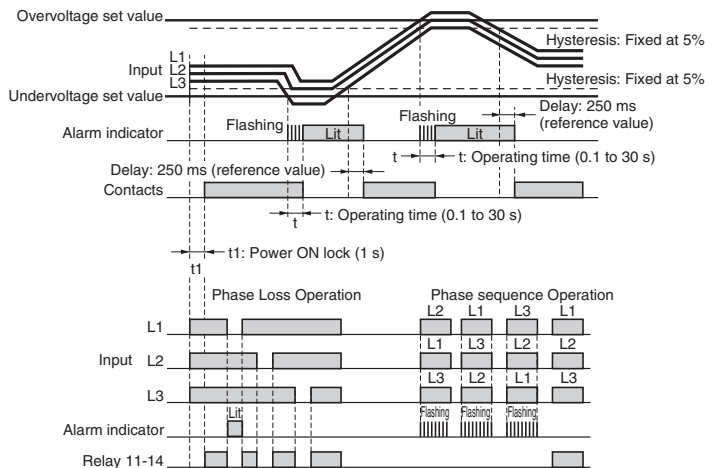 Overvoltage set value
Hysteresis: Fixed at 5%
L1
Input L2
L3
Hysteresis: Fixed at 5%
Undervoltage set value
Delay: 250 ms
(reference value)
Flashing
Flashing
Alarm indicator
Lit
Lit
t
t: Operating time (0.1 to 30 s)
Delay: 250 ms (reference value)
Contacts
t
t: Operating time (0.1 to 30 s)
t1: Power ON lock (1 s)
t1
Phase Loss Operation
Phase sequence Operation
L2 L1 L3 L1
L1
L1 L3 L2 L2
Input L2
L3 L2 L1 L3
L3
Lit
Flashing Flashing Flashing
Alarm indicator
Relay 11-14